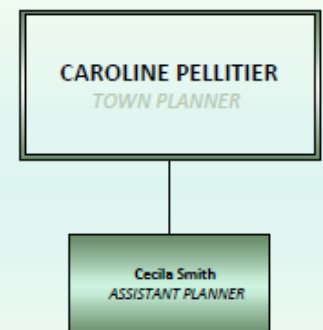 CAROLINE PELLITIER
TOWN PLANNER
Cecila Smith
ASSISTANT PLANNER